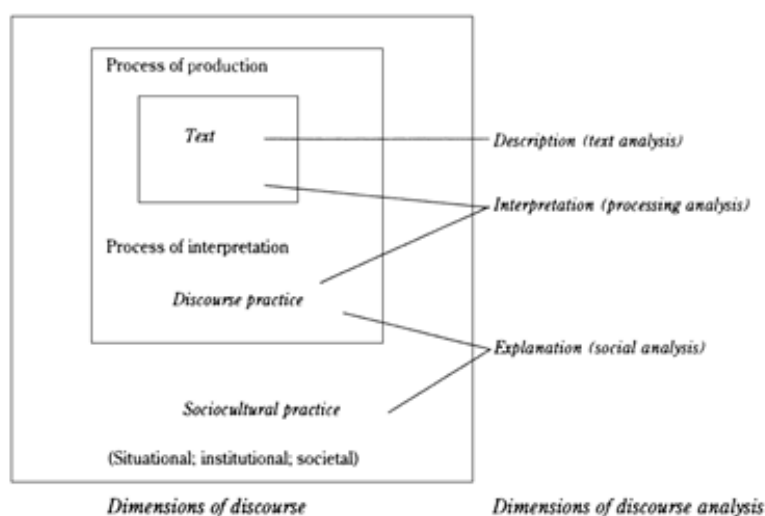 Process of production
Text
Description (text analysis)
Interpretation (processing analysis)
Process of interpretation
Discourse practice
Explanation (social analysis)
Sociocultural practice
(Situational; institutional; societal)
Dimensions of discourse
Dimensions of discourse analysis